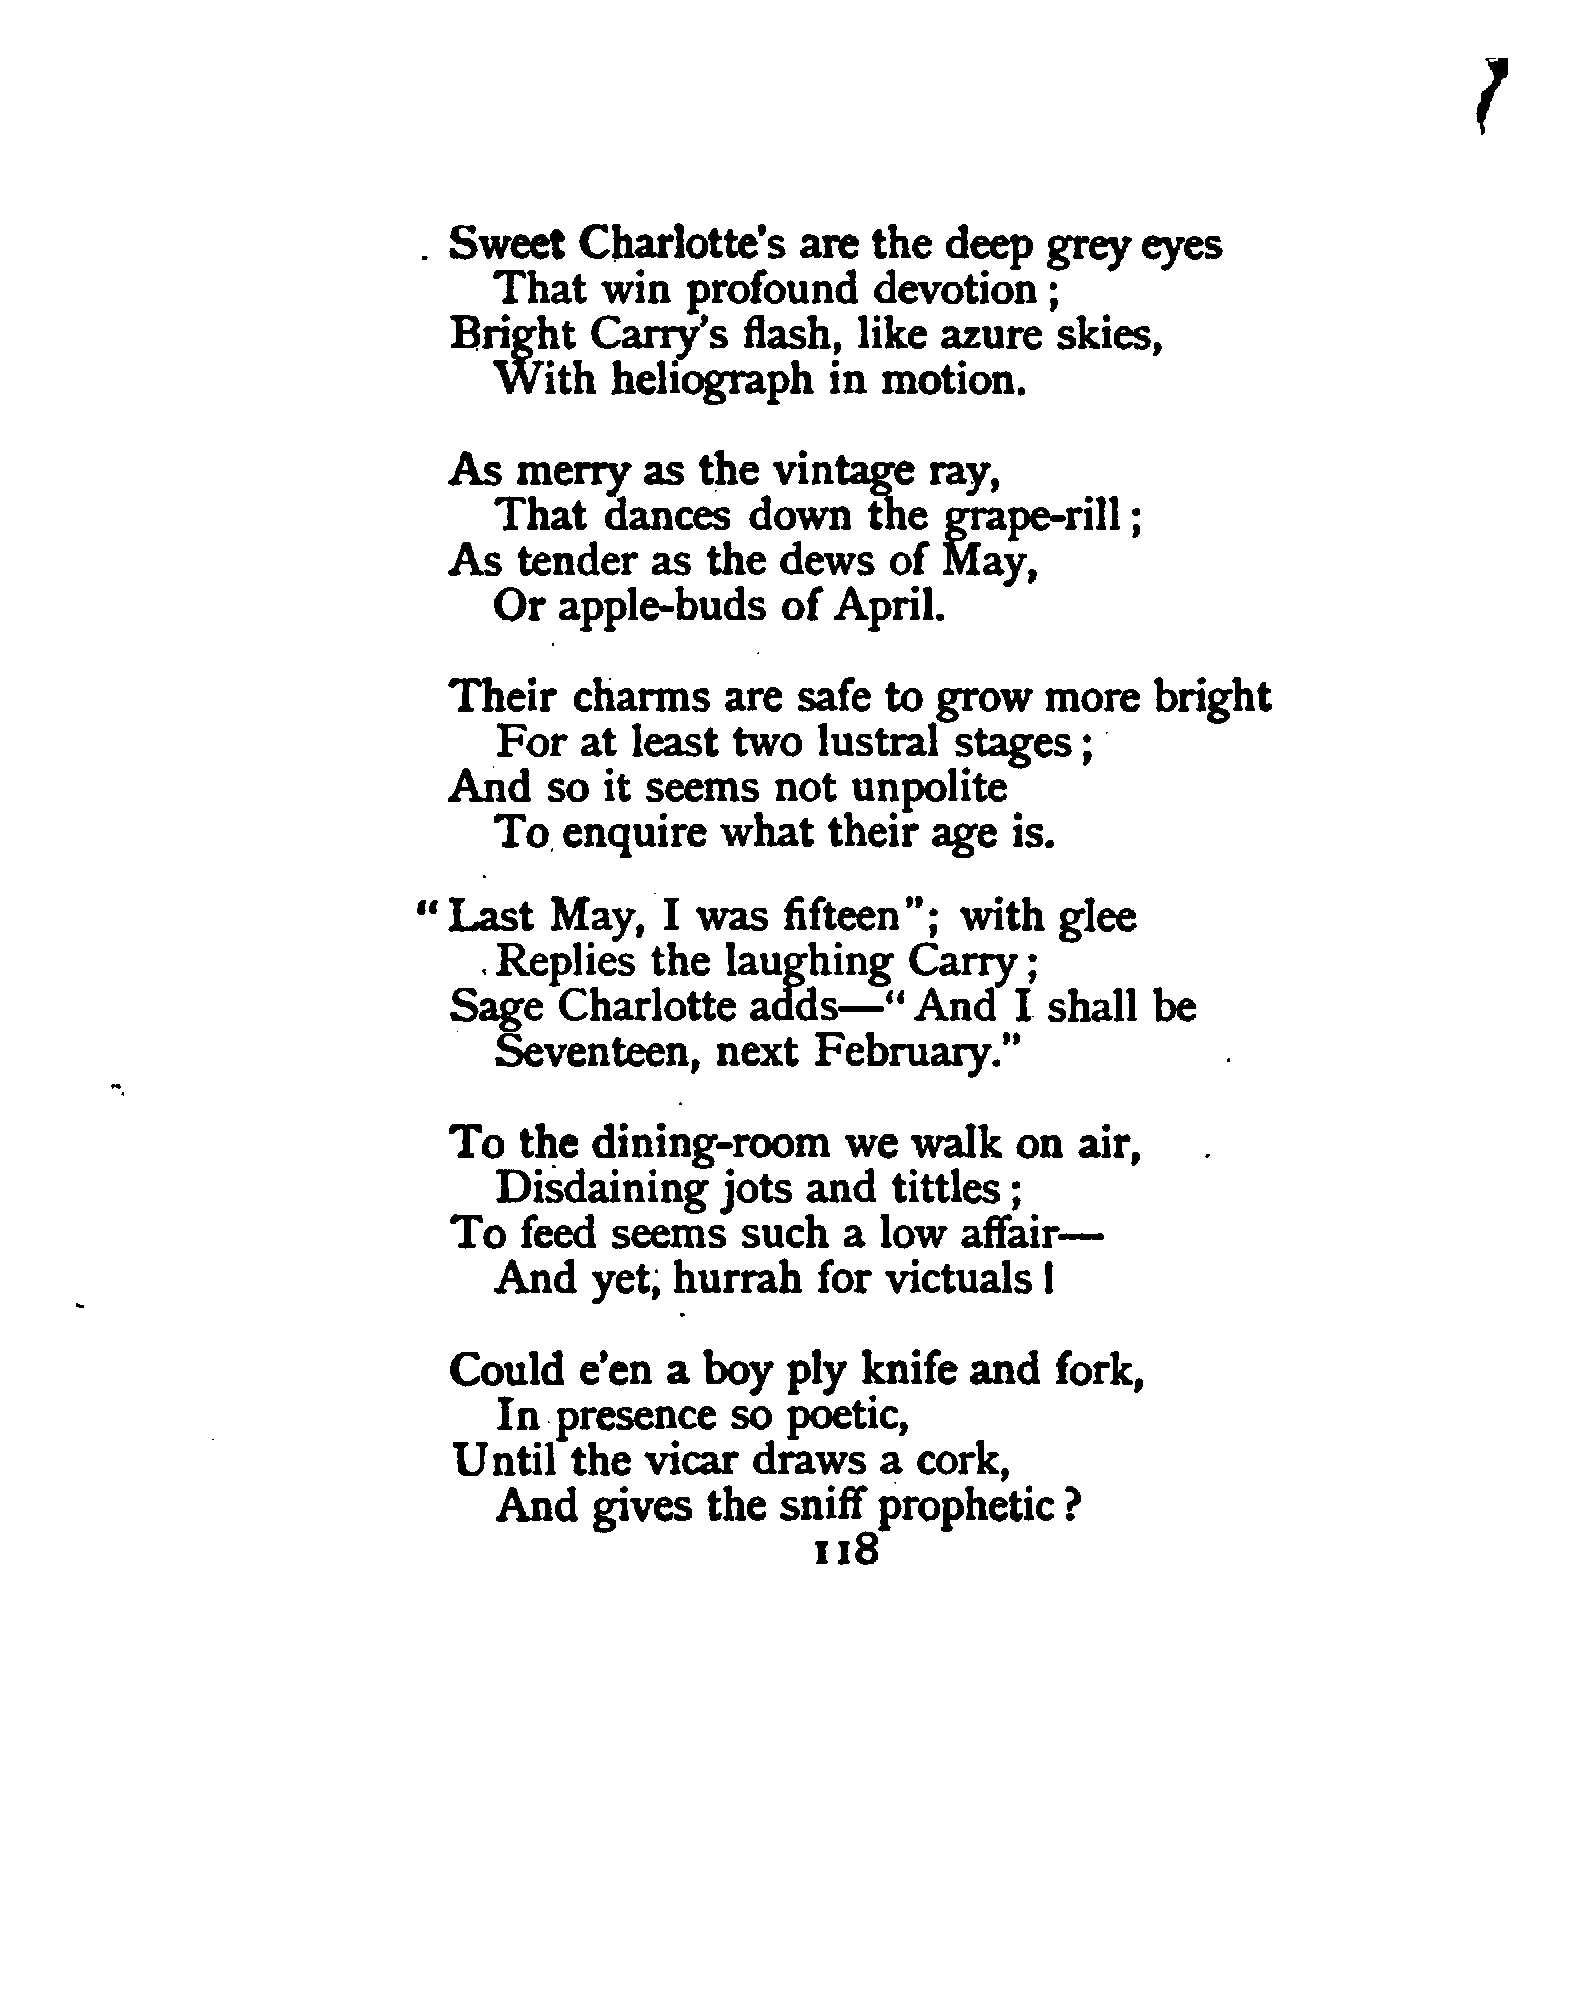 Sweet Charlotte's are the deep grey eyes
That win profound devotion;
Bright Carry's flash, like azure skies,
With heliograph in motion.
As merry as the vintage ray,
That dances down the grape-rill;
As tender as the dews of May,
Or apple-buds of April.
Their charms are safe to grow more bright
For at least two lustral stages;
And so it seems not unpolite
To enquire what their age is.
"Last May, I was fifteen"; with glee
Replies the laughing Carry;
Sage Charlotte adds—"And I shall be
Seventeen, next February."
To the dining-room we walk on air,
Disdaining jots and tittles;
To feed seems such a low affair—
And yet, hurrah for victuals!
Could e'en a boy ply knife and fork,
In presence so poetic,
Until the vicar draws a cork,
And gives the sniff prophetic?
118